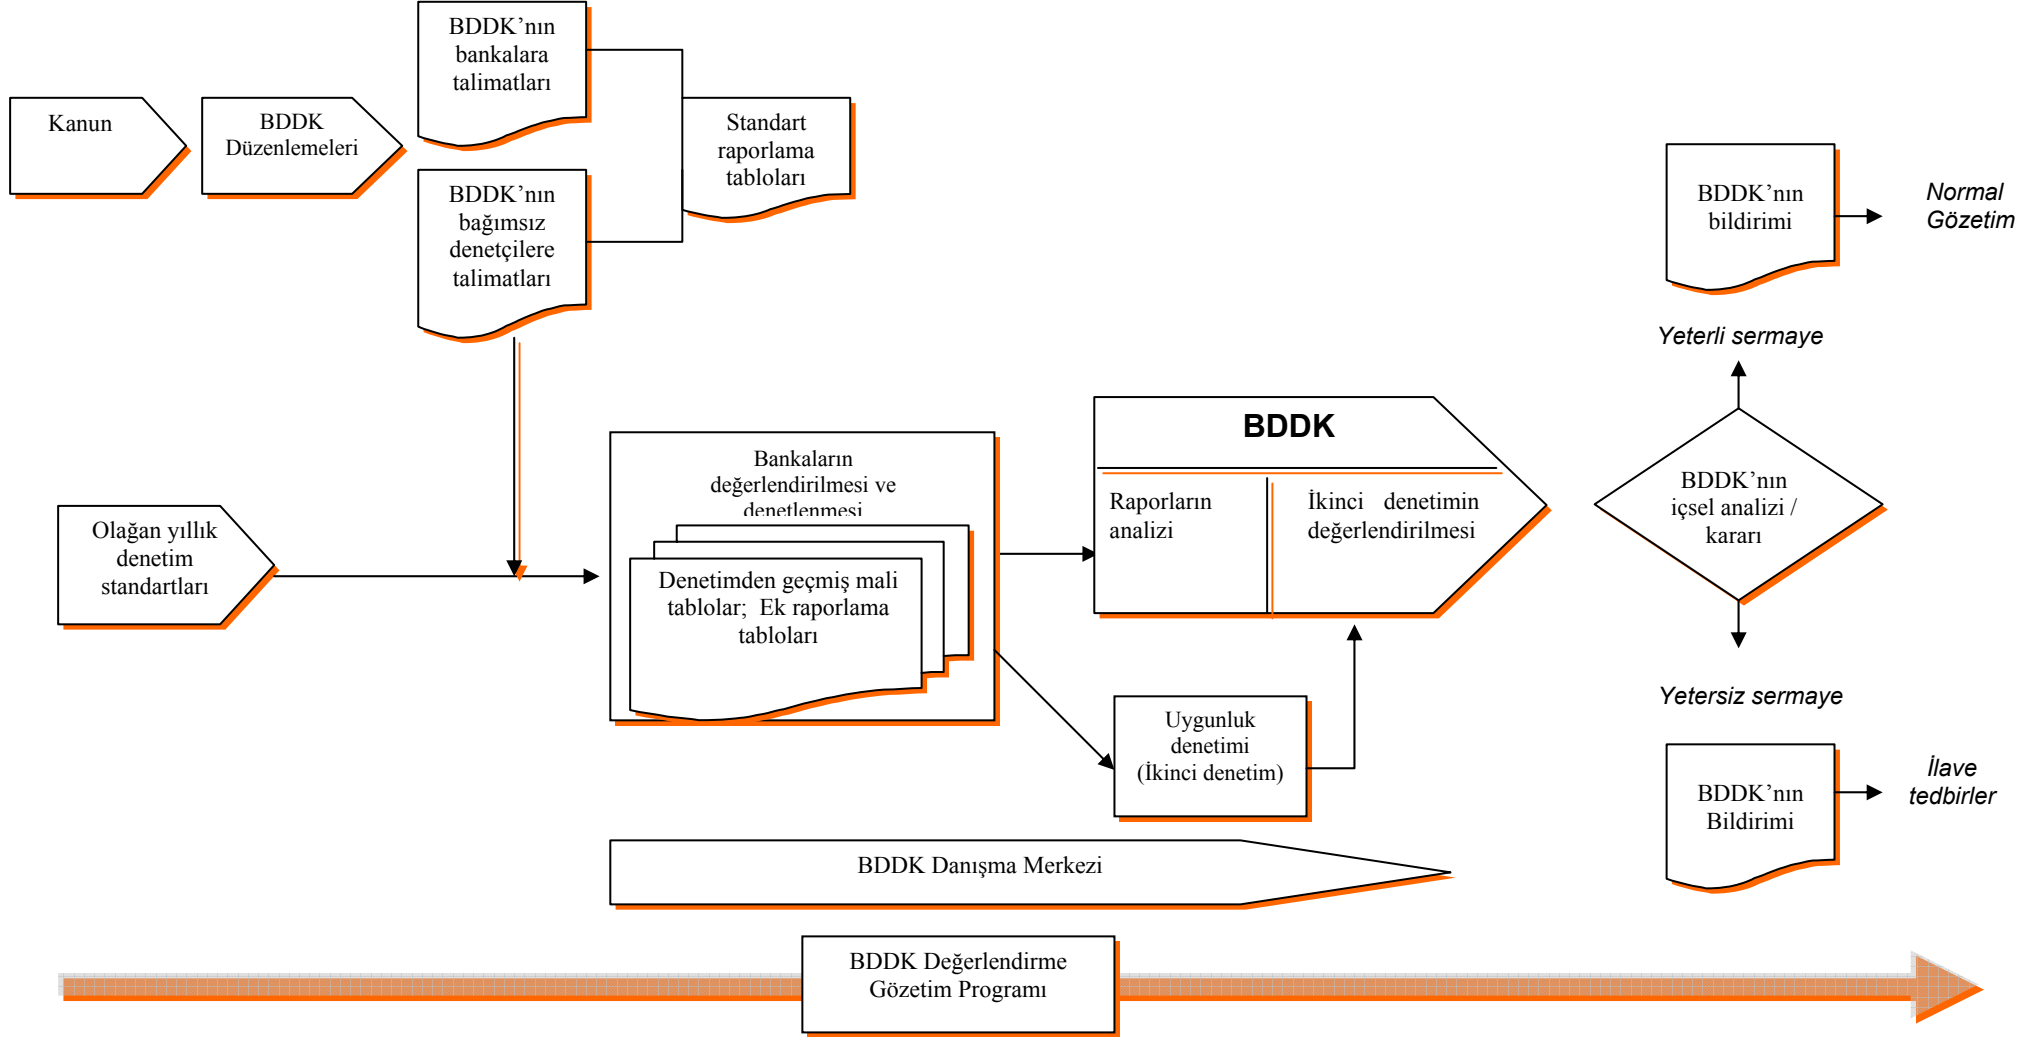 Kanun
BDDK
Düzenlemeleri
BDDK’nın
bankalara
talimatları
BDDK’nın
bağımsız
denetçilere
talimatları
Standart
raporlama
tabloları
Olağan yıllık
denetim
standartları
Bankaların
değerlendirilmesi ve
denetlenmesi
Denetimden geçmiş mali
tablolar; Ek raporlama
tabloları
BDDK
Raporların
analizi
İkinci denetimin
değerlendirilmesi
Uygunluk
denetimi
(İkinci denetim)
BDDK’nın
bildirimi
Normal
Gözetim
Yeterli sermaye
BDDK’nın
içsel analizi /
kararı
Yetersiz sermaye
BDDK’nın
Bildirimi
İlave
tedbirler
BDDK Danışma Merkezi
BDDK Değerlendirme
Gözetim Programı